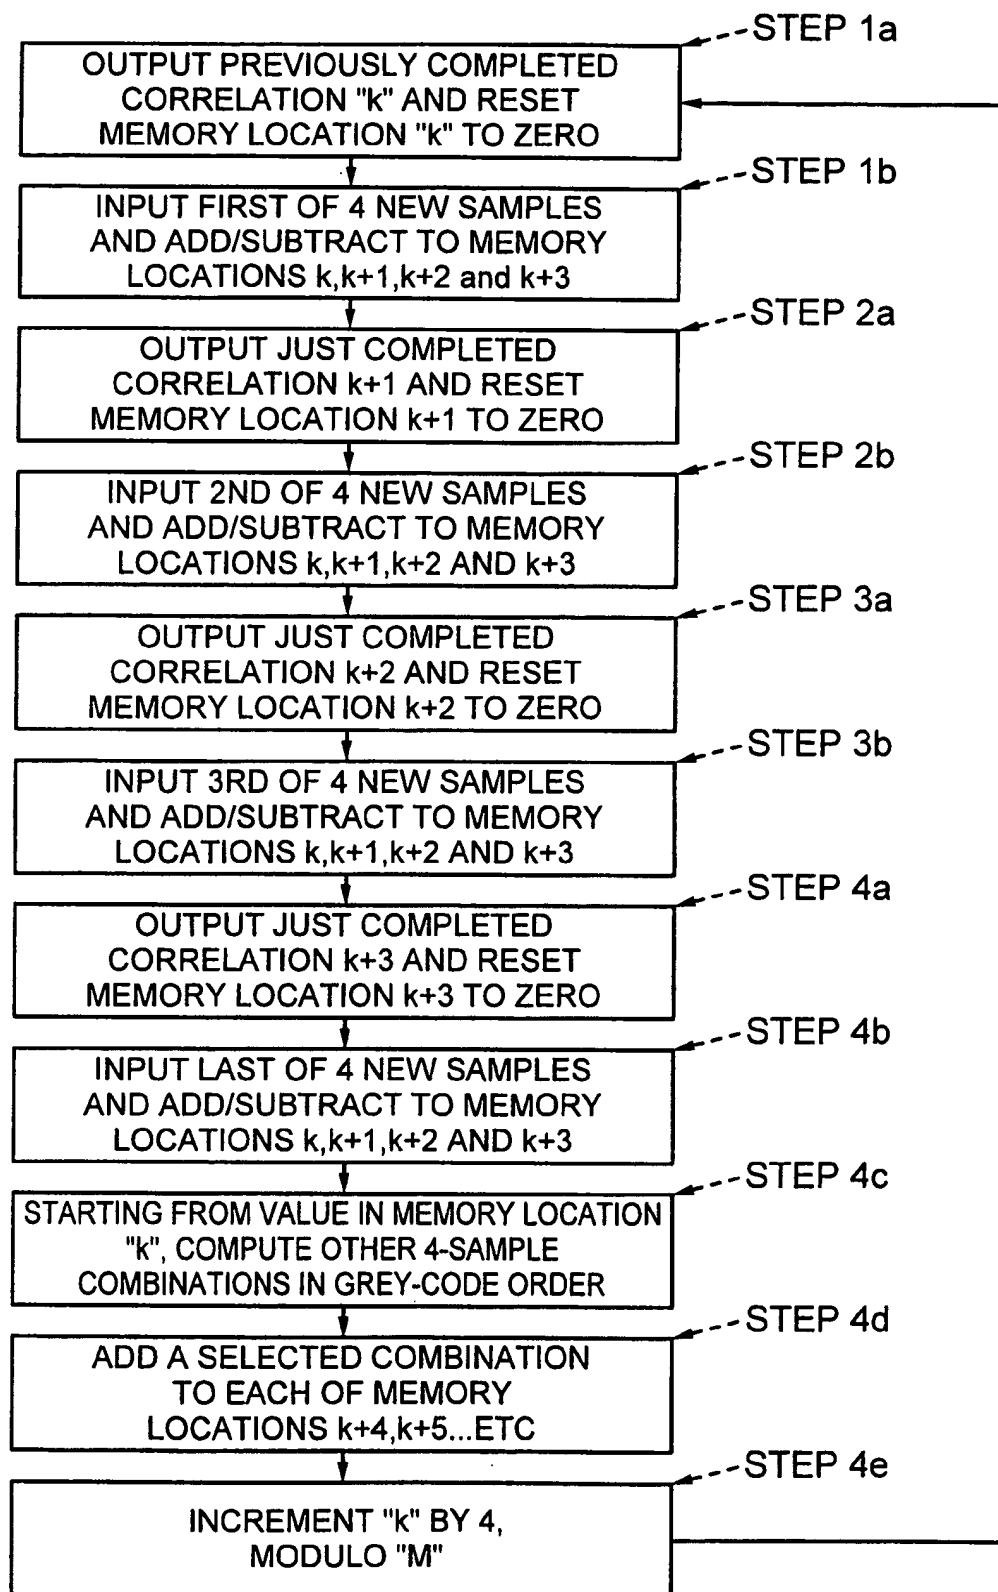 STEP 1a
OUTPUT PREVIOUSLY COMPLETED
CORRELATION "k" AND RESET
MEMORY LOCATION "k" TO ZERO
STEP 1b
INPUT FIRST OF 4 NEW SAMPLES
AND ADD/SUBTRACT TO MEMORY
LOCATIONS k,k+1,k+2 and k+3
STEP 2a
OUTPUT JUST COMPLETED
CORRELATION k+1 AND RESET
MEMORY LOCATION k+1 TO ZERO
STEP 2b
INPUT 2ND OF 4 NEW SAMPLES
AND ADD/SUBTRACT TO MEMORY
LOCATIONS k,k+1,k+2 AND k+3
STEP 3a
OUTPUT JUST COMPLETED
CORRELATION k+2 AND RESET
MEMORY LOCATION k+2 TO ZERO
STEP 3b
INPUT 3RD OF 4 NEW SAMPLES
AND ADD/SUBTRACT TO MEMORY
LOCATIONS k,k+1,k+2 AND k+3
STEP 4a
OUTPUT JUST COMPLETED
CORRELATION k+3 AND RESET
MEMORY LOCATION k+3 TO ZERO
STEP 4b
INPUT LAST OF 4 NEW SAMPLES
AND ADD/SUBTRACT TO MEMORY
LOCATIONS k,k+1,k+2 AND k+3
STEP 4c
STARTING FROM VALUE IN MEMORY LOCATION
"k", COMPUTE OTHER 4-SAMPLE
COMBINATIONS IN GREY-CODE ORDER
STEP 4d
ADD A SELECTED COMBINATION
TO EACH OF MEMORY
LOCATIONS k+4,k+5...ETC
STEP 4e
INCREMENT "k" BY 4,
MODULO "M"